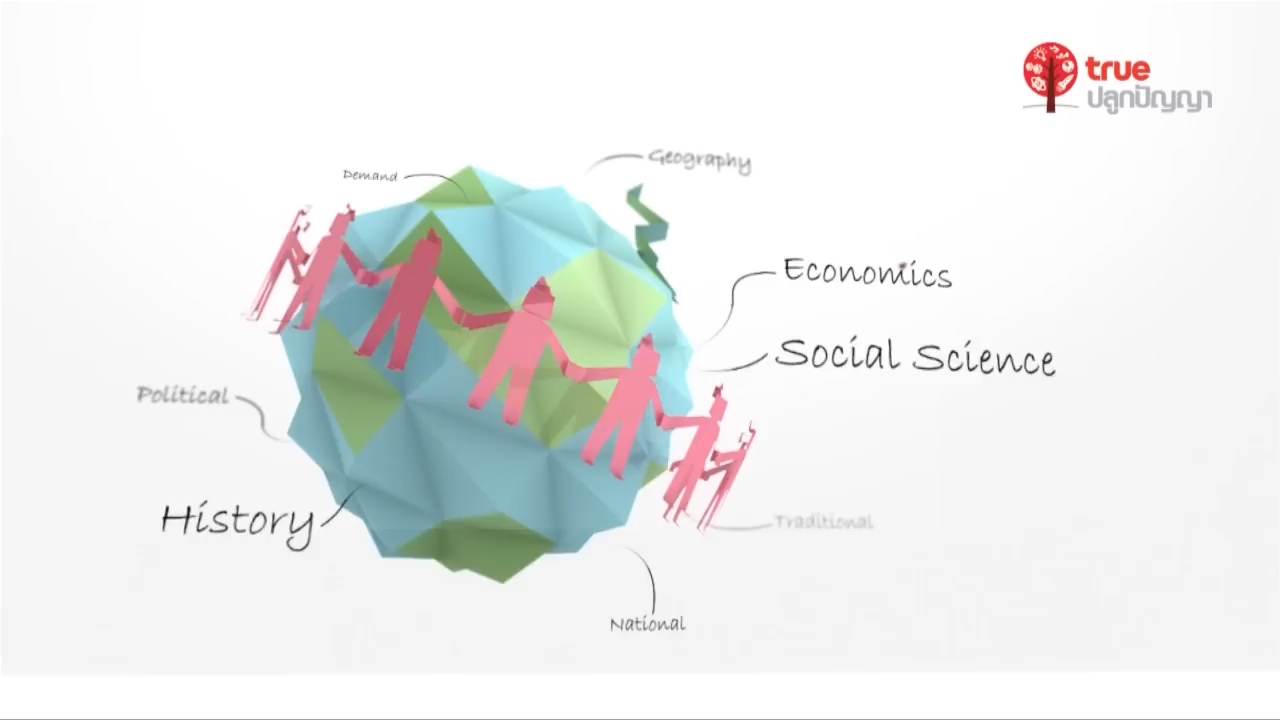 true
ปลูกปัญญา
Geography
Demand
Economics
Social Science
Political
History
Traditional
National